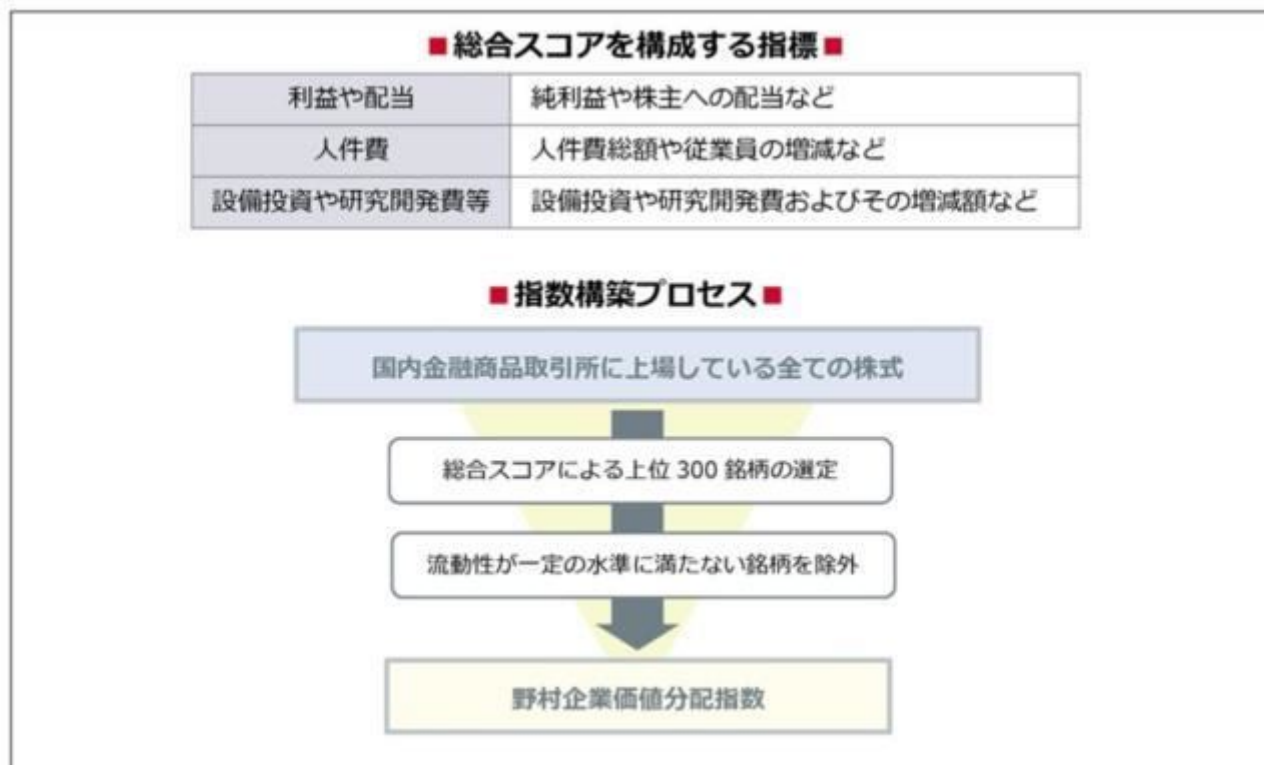 ■総合スコアを構成する指標■
利益や配当 純利益や株主への配当など
人件費 人件費総額や従業員の増減など
設備投資や研究開発費等 設備投資や研究開発費およびその増減額など
■指数構築プロセス■
国内金融商品取引所に上場している全ての株式
総合スコアによる上位 300 銘柄の選定
流動性が一定の水準に満たない銘柄を除外
野村企業価値分配指数